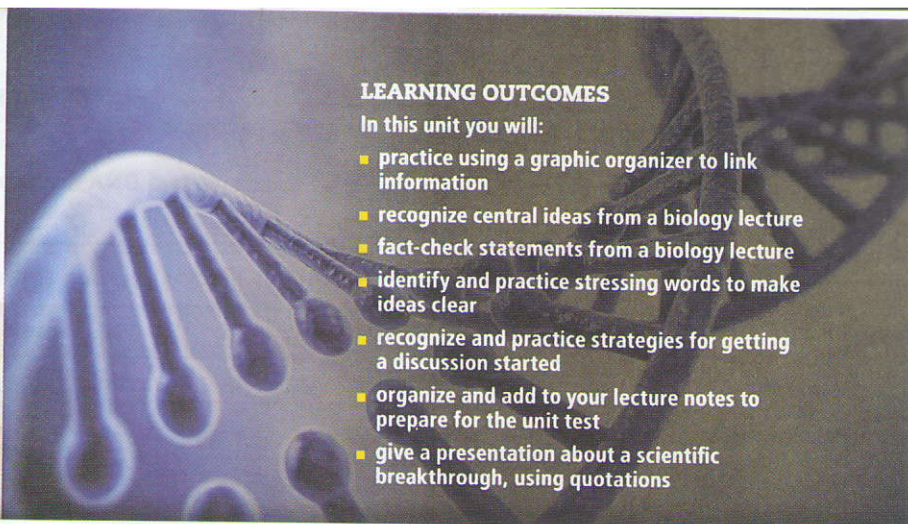 LEARNING OUTCOMES
In this unit you will:
▪ practice using a graphic organizer to link
information
▪ recognize central ideas from a biology lecture
▪ fact-check statements from a biology lecture
▪ identify and practice stressing words to make
ideas clear
▪ recognize and practice strategies for getting
a discussion started
▪ organize and add to your lecture notes to
prepare for the unit test
▪ give a presentation about a scientific
breakthrough, using quotations